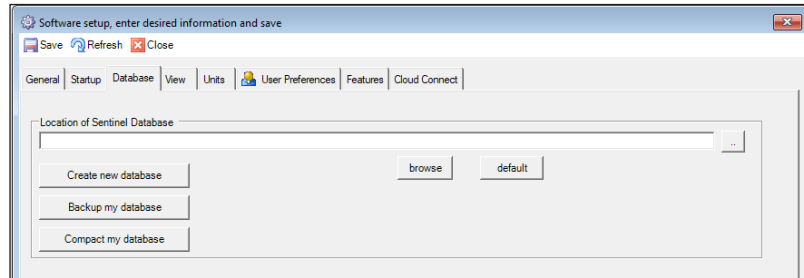 Software setup, enter desired information and save
Save Refresh Close
General Startup Database View Units User Preferences Features Cloud Connect
Location of Sentinel Database
..
Create new database browse default
Backup my database
Compact my database